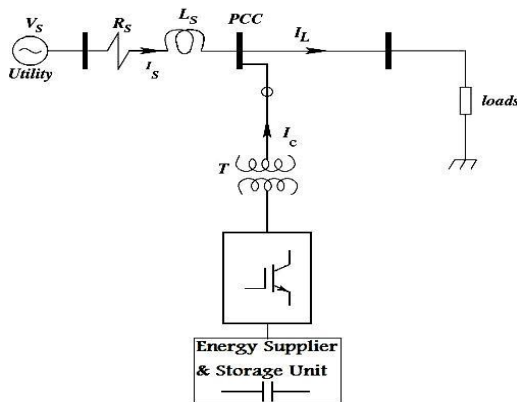 V_S
R_S
L_S
PCC
I_L
Utility
I_S
loads
I_c
T
Energy Supplier
& Storage Unit